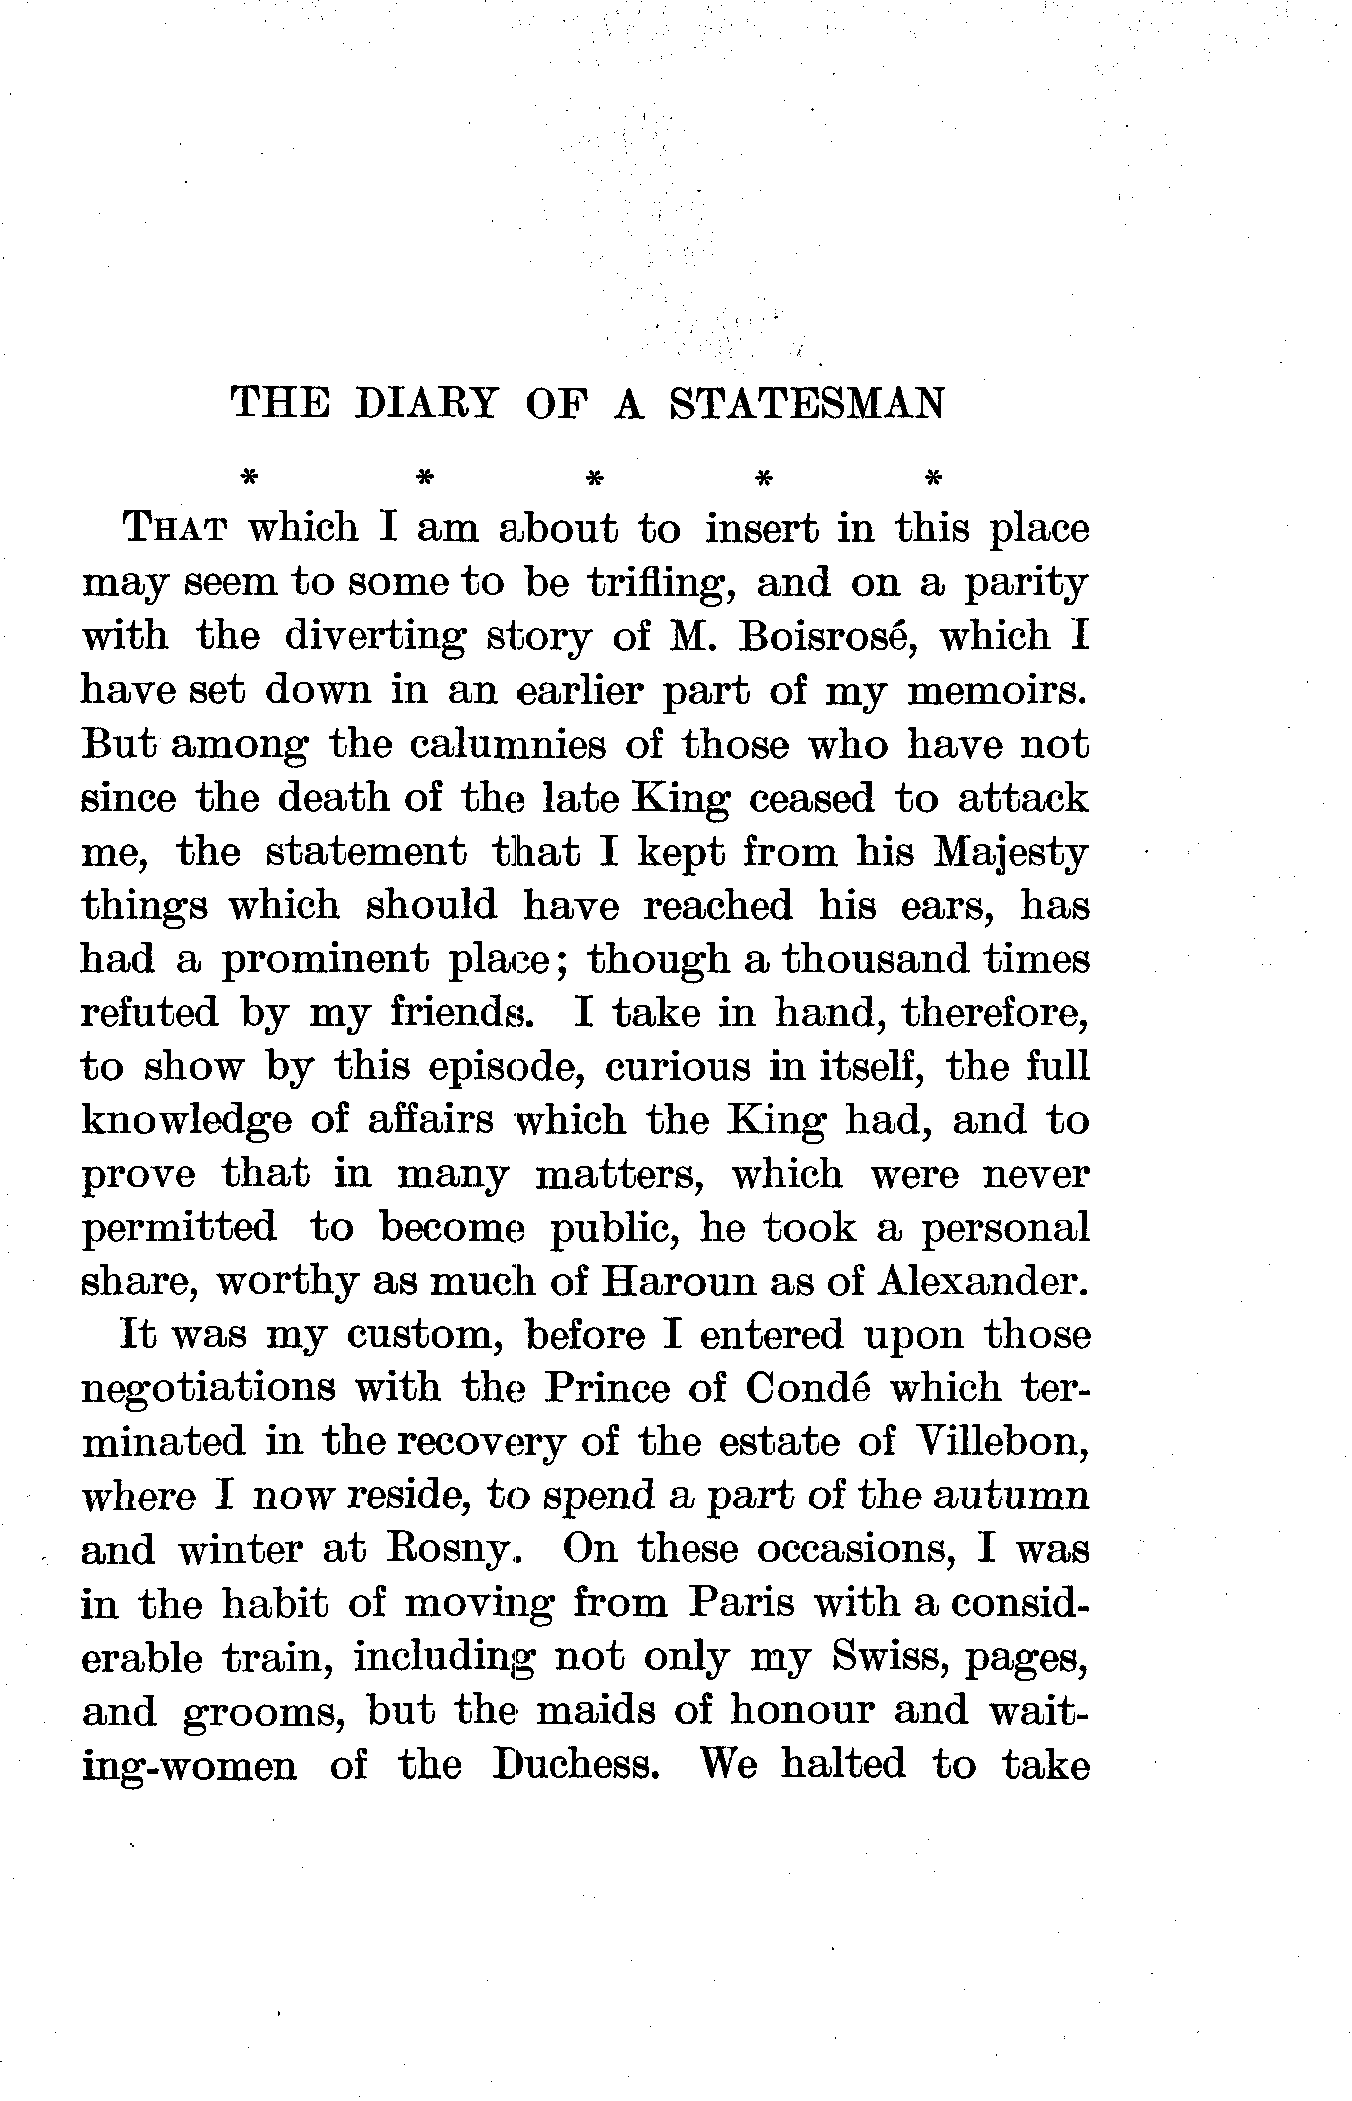 THE DIARY OF A STATESMAN
* * * * *
THAT which I am about to insert in this place
may seem to some to be trifling, and on a parity
with the diverting story of M. Boisrosé, which I
have set down in an earlier part of my memoirs.
But among the calumnies of those who have not
since the death of the late King ceased to attack
me, the statement that I kept from his Majesty
things which should have reached his ears, has
had a prominent place; though a thousand times
refuted by my friends. I take in hand, therefore,
to show by this episode, curious in itself, the full
knowledge of affairs which the King had, and to
prove that in many matters, which were never
permitted to become public, he took a personal
share, worthy as much of Haroun as of Alexander.
It was my custom, before I entered upon those
negotiations with the Prince of Condé which ter-
minated in the recovery of the estate of Villebon,
where I now reside, to spend a part of the autumn
and winter at Rosny. On these occasions, I was
in the habit of moving from Paris with a consid-
erable train, including not only my Swiss, pages,
and grooms, but the maids of honour and wait-
ing-women of the Duchess. We halted to take